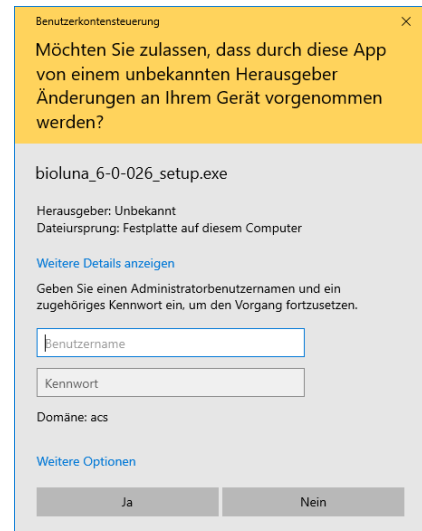 Benutzerkontensteuerung
Möchten Sie zulassen, dass durch diese App
von einem unbekannten Herausgeber
Änderungen an Ihrem Gerät vorgenommen
werden?
bioluna_6-0-026_setup.exe
Herausgeber: Unbekannt
Dateiursprung: Festplatte auf diesem Computer
Weitere Details anzeigen
Geben Sie einen Administratorbenutzernamen und ein
zugehöriges Kennwort ein, um den Vorgang fortzusetzen.
Benutzername
Kennwort
Domäne: acs
Weitere Optionen
Ja
Nein